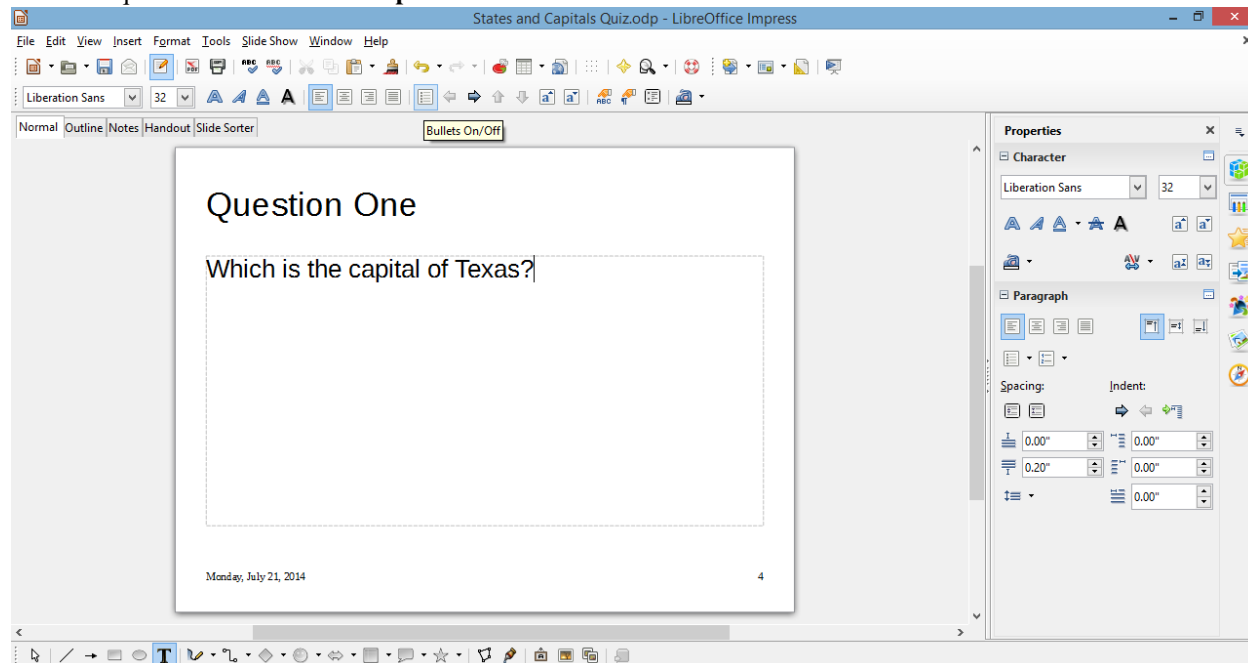 States and Capitals Quiz.odp - LibreOffice Impress
File Edit View Insert Format Tools Slide Show Window Help
Liberation Sans 32
Normal Outline Notes Handout Slide Sorter
Bullets On/Off
Question One
Which is the capital of Texas?
Monday, July 21, 2014 4
Properties
Character
Liberation Sans 32
Paragraph
Spacing: Indent:
0.00" 0.00"
0.20" 0.00"
0.00"